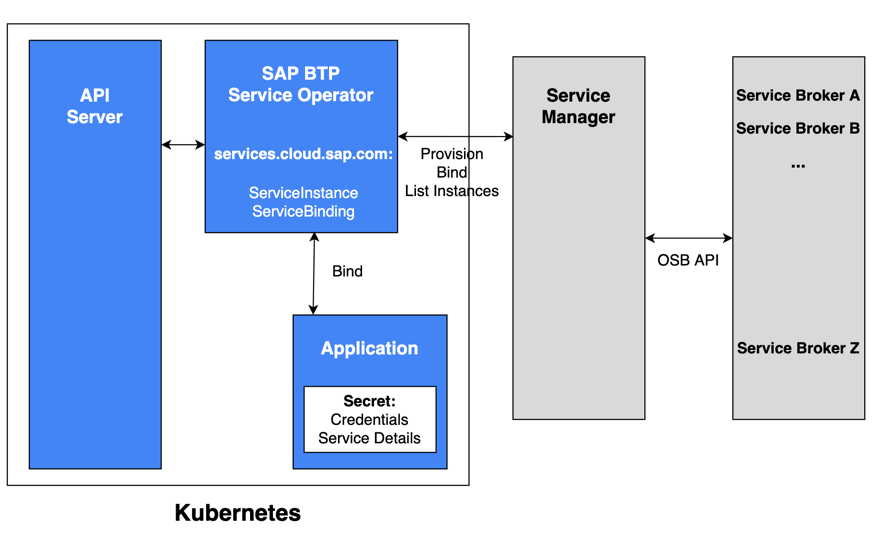 API
Server
SAP BTP
Service Operator
services.cloud.sap.com:
ServiceInstance
ServiceBinding
Provision
Bind
List Instances
Service
Manager
OSB API
Service Broker A
Service Broker B
...
Service Broker Z
Bind
Application
Secret:
Credentials
Service Details
Kubernetes